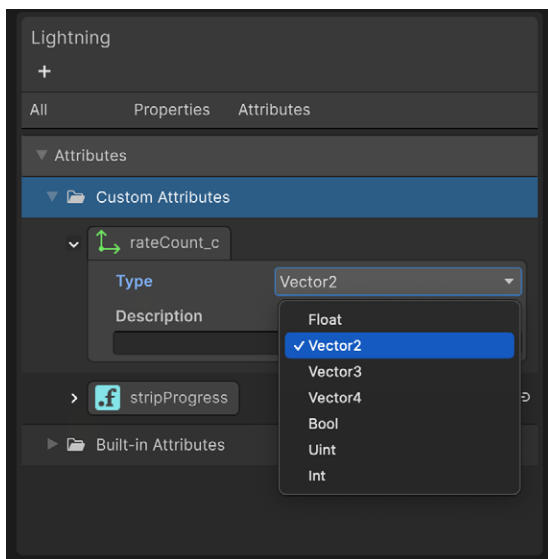 Lightning
+
All Properties Attributes
Attributes
Custom Attributes
rateCount_c
Type Vector2
Description
Float
✓ Vector2
Vector3
Vector4
Bool
Uint
Int
.f stripProgress
Built-in Attributes